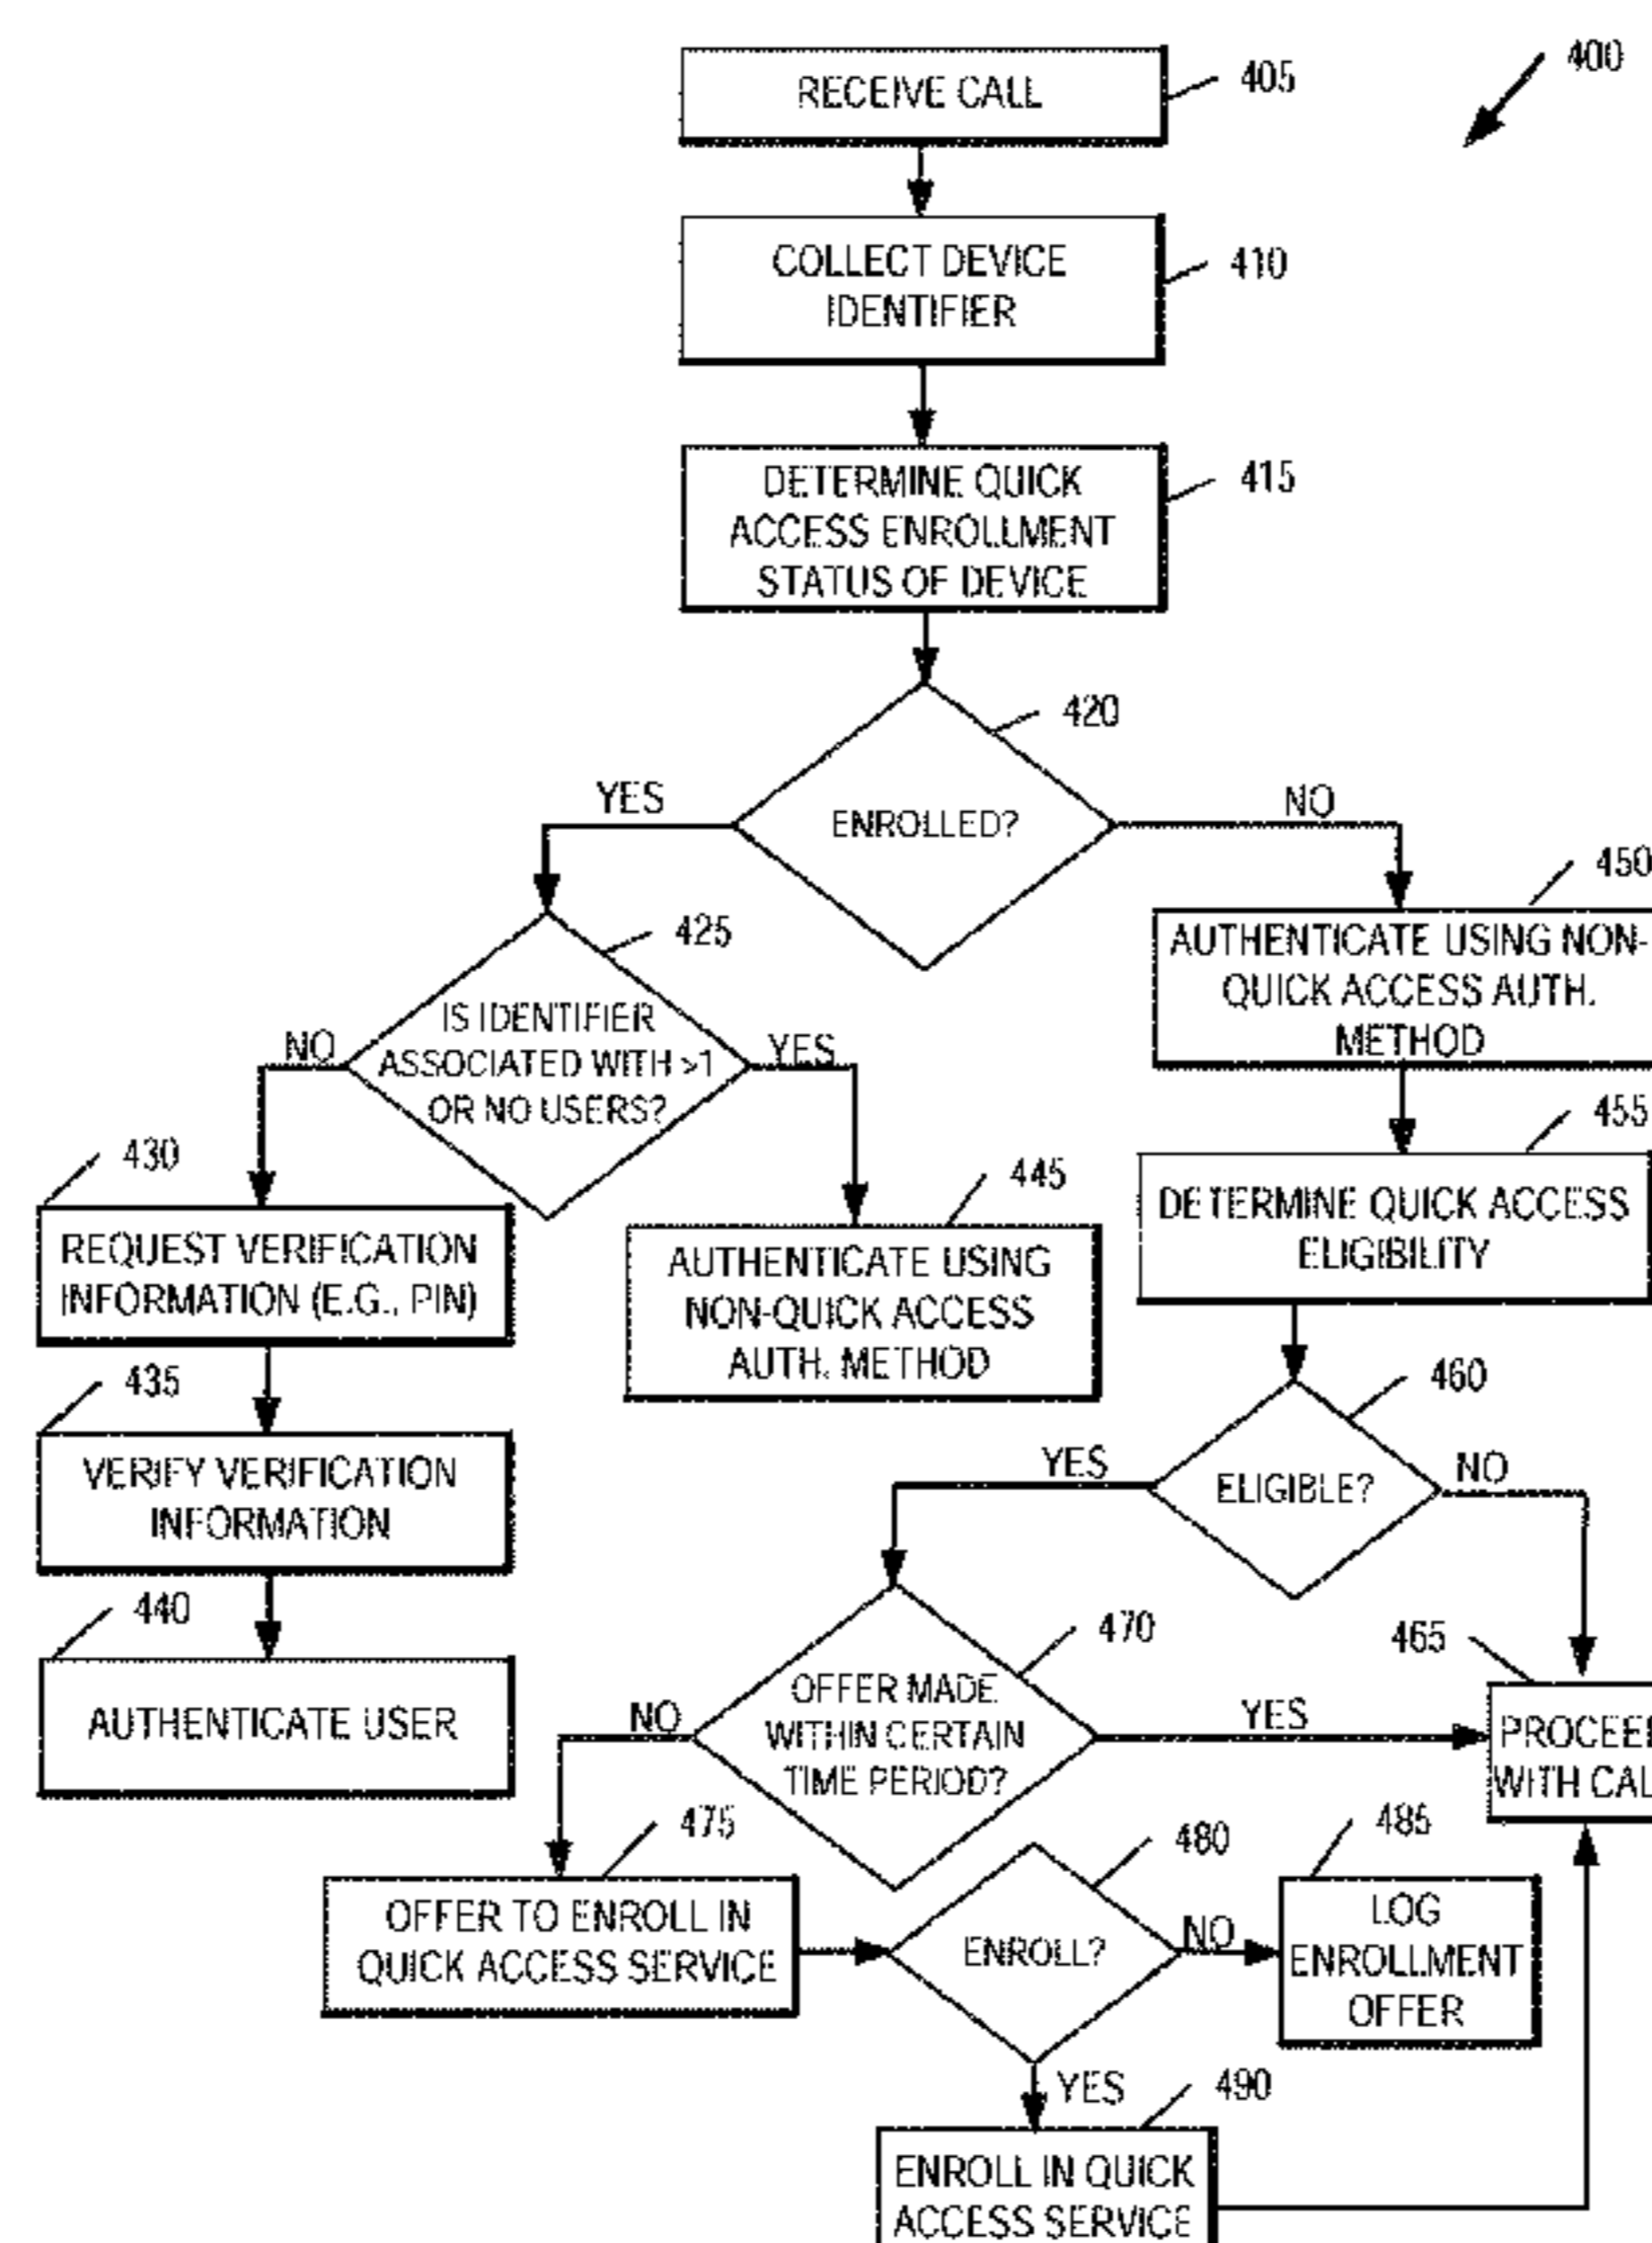 400
RECEIVE CALL
405
COLLECT DEVICE
IDENTIFIER
410
DETERMINE QUICK
ACCESS ENROLLMENT
STATUS OF DEVICE
415
ENROLLED?
420
YES
NO
IS IDENTIFIER
ASSOCIATED WITH >1
OR NO USERS?
425
NO
YES
430
REQUEST VERIFICATION
INFORMATION (E.G., PIN)
435
VERIFY VERIFICATION
INFORMATION
440
AUTHENTICATE USER
445
AUTHENTICATE USING
NON-QUICK ACCESS
AUTH. METHOD
450
AUTHENTICATE USING NON-
QUICK ACCESS AUTH.
METHOD
455
DETERMINE QUICK ACCESS
ELIGIBILITY
460
ELIGIBLE?
YES
NO
465
PROCEE
WITH CAL
470
OFFER MADE
WITHIN CERTAIN
TIME PERIOD?
NO
YES
475
OFFER TO ENROLL IN
QUICK ACCESS SERVICE
480
ENROLL?
NO
YES
485
LOG
ENROLLMENT
OFFER
490
ENROLL IN QUICK
ACCESS SERVICE